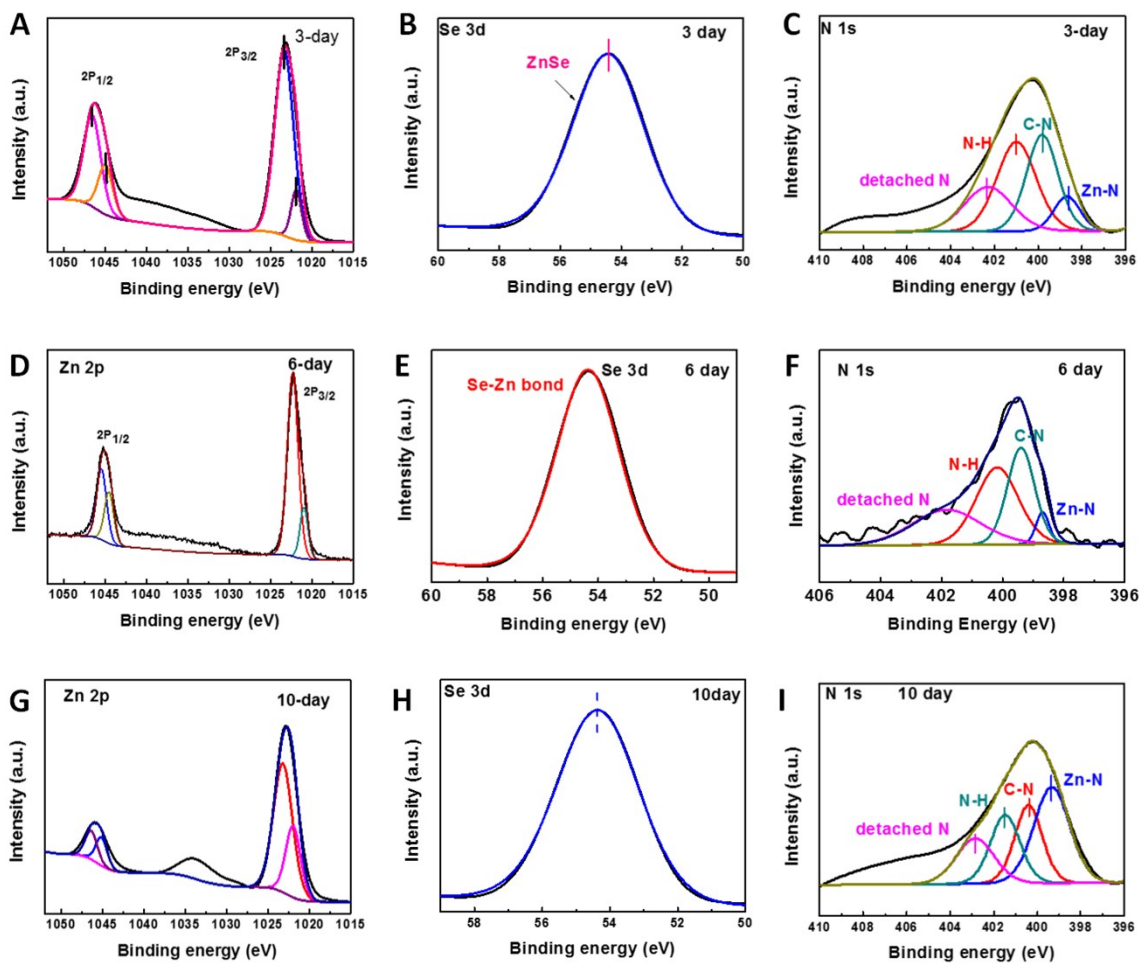 A
3-day
2P3/2
2P1/2
Intensity (a.u.)
1050 1045 1040 1035 1030 1025 1020 1015
Binding energy (eV)
B
Se 3d
3 day
ZnSe
Intensity (a.u.)
60 58 56 54 52 50
Binding energy (eV)
C
N 1s
3-day
C-N
N-H
detached N
Zn-N
Intensity (a.u.)
410 408 406 404 402 400 398 396
Binding energy (eV)
D
Zn 2p
6-day
2P3/2
2P1/2
Intensity (a.u.)
1050 1045 1040 1035 1030 1025 1020 1015
Binding energy (eV)
E
Se 3d 6 day
Se-Zn bond
Intensity (a.u.)
60 58 56 54 52 50
Binding energy (eV)
F
N 1s
6 day
C-N
N-H
detached N
Zn-N
Intensity (a.u.)
406 404 402 400 398 396
Binding Energy (eV)
G
Zn 2p
10-day
Intensity (a.u.)
1050 1045 1040 1035 1030 1025 1020 1015
Binding energy (eV)
H
Se 3d
10day
Intensity (a.u.)
58 56 54 52 50
Binding energy (eV)
I
N 1s
10 day
Zn-N
C-N
N-H
detached N
Intensity (a.u.)
410 408 406 404 402 400 398 396
Binding energy (eV)